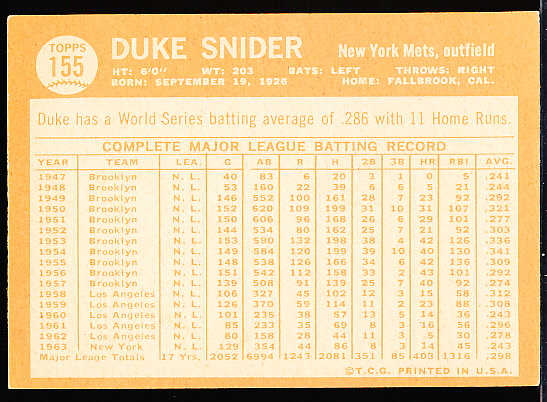 TOPPS
155
DUKE SNIDER
New York Mets, outfield
HT: 6'0" WT: 203 BATS: LEFT THROWS: RIGHT
BORN: SEPTEMBER 19, 1926 HOME: FALLBROOK, CAL.
Duke has a World Series batting average of .286 with 11 Home Runs.
COMPLETE MAJOR LEAGUE BATTING RECORD
YEAR TEAM LEA. G AB R H 2B 3B HR RBI AVG.
1947 Brooklyn N. L. 40 83 6 20 3 1 0 5 .241
1948 Brooklyn N. L. 53 160 22 39 6 6 5 21 .244
1949 Brooklyn N. L. 146 552 100 161 28 7 23 92 .292
1950 Brooklyn N. L. 152 620 109 199 31 10 31 107 .321
1951 Brooklyn N. L. 150 606 96 168 26 6 29 101 .277
1952 Brooklyn N. L. 144 534 80 162 25 7 21 92 .303
1953 Brooklyn N. L. 153 590 132 198 38 4 42 126 .336
1954 Brooklyn N. L. 149 584 120 199 39 10 40 130 .341
1955 Brooklyn N. L. 148 538 126 166 34 6 42 136 .309
1956 Brooklyn N. L. 151 542 112 158 33 2 43 101 .292
1957 Brooklyn N. L. 139 508 91 139 25 7 40 92 .274
1958 Los Angeles N. L. 106 327 45 102 12 3 15 58 .312
1959 Los Angeles N. L. 126 370 59 114 11 2 23 88 .308
1960 Los Angeles N. L. 101 235 38 57 13 5 14 36 .243
1961 Los Angeles N. L. 85 233 35 69 8 3 16 56 .296
1962 Los Angeles N. L. 80 158 28 44 11 3 5 30 .278
1963 New York N. L. 129 354 44 86 8 3 14 45 .243
Major Leage Totals 17 Yrs. 2052 6994 1243 2081 351 85 403 1316 .298
©T.C.G. PRINTED IN U.S.A.